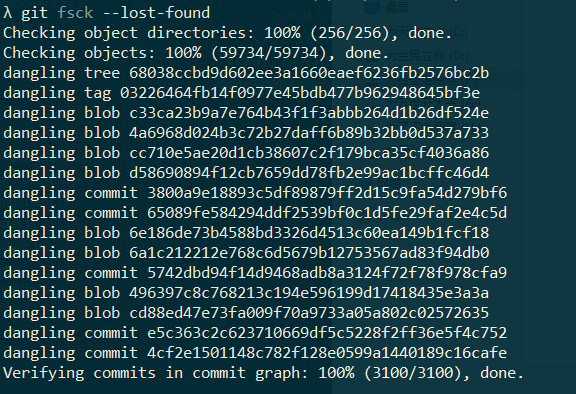 λ git fsck --lost-found
Checking object directories: 100% (256/256), done.
Checking objects: 100% (59734/59734), done.
dangling tree 68038ccbd9d602ee3a1660eaef6236fb2576bc2b
dangling tag 03226464fb14f0977e45bdb477b962948645bf3e
dangling blob c33ca23b9a7e764b43f1f3abbb264d1b26df524e
dangling blob 4a6968d024b3c72b27daff6b89b32bb0d537a733
dangling blob cc710e5ae20d1cb38607c2f179bca35cf4036a86
dangling blob d58690894f12cb7659dd78fb2e99ac1bcffc46d4
dangling commit 3800a9e18893c5df89879ff2d15c9fa54d279bf6
dangling commit 65089fe584294ddf2539bf0c1d5fe29faf2e4c5d
dangling blob 6e186de73b4588bd3326d4513c60ea149b1fcf18
dangling blob 6a1c212212e768c6d5679b12753567ad83f94db0
dangling commit 5742dbd94f14d9468adb8a3124f72f78f978cfa9
dangling blob 496397c8c768213c194e596199d17418435e3a3a
dangling blob cd88ed47e73fa009f70a9733a05a802c02572635
dangling commit e5c363c2c623710669df5c5228f2ff36e5f4c752
dangling commit 4cf2e1501148c782f128e0599a1440189c16cafe
Verifying commits in commit graph: 100% (3100/3100), done.